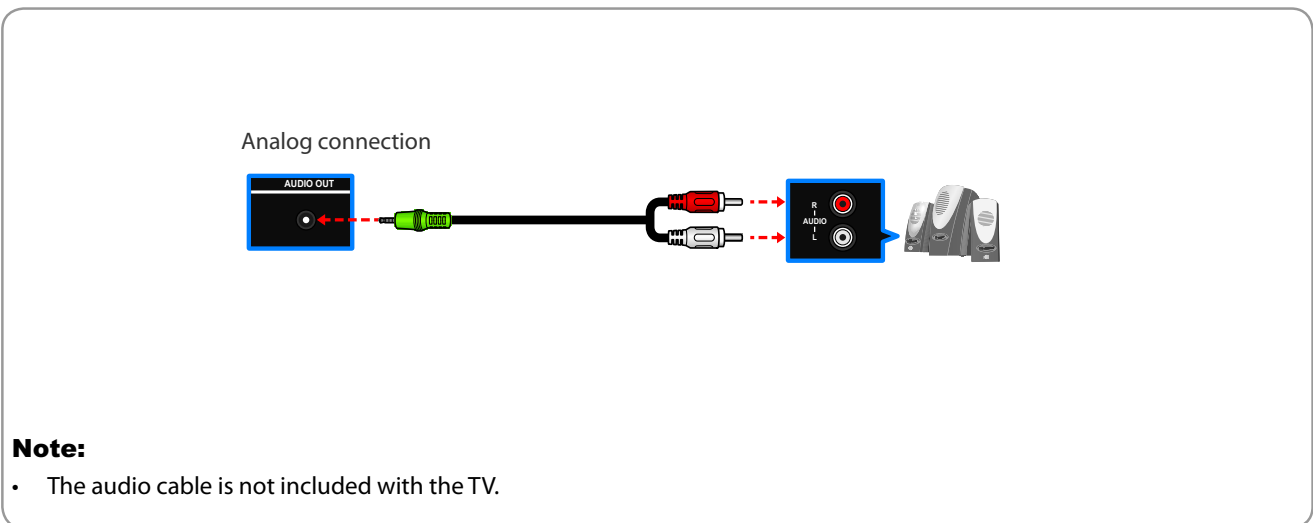 Analog connection
AUDIO OUT
R
AUDIO
L
Note:
• The audio cable is not included with the TV.